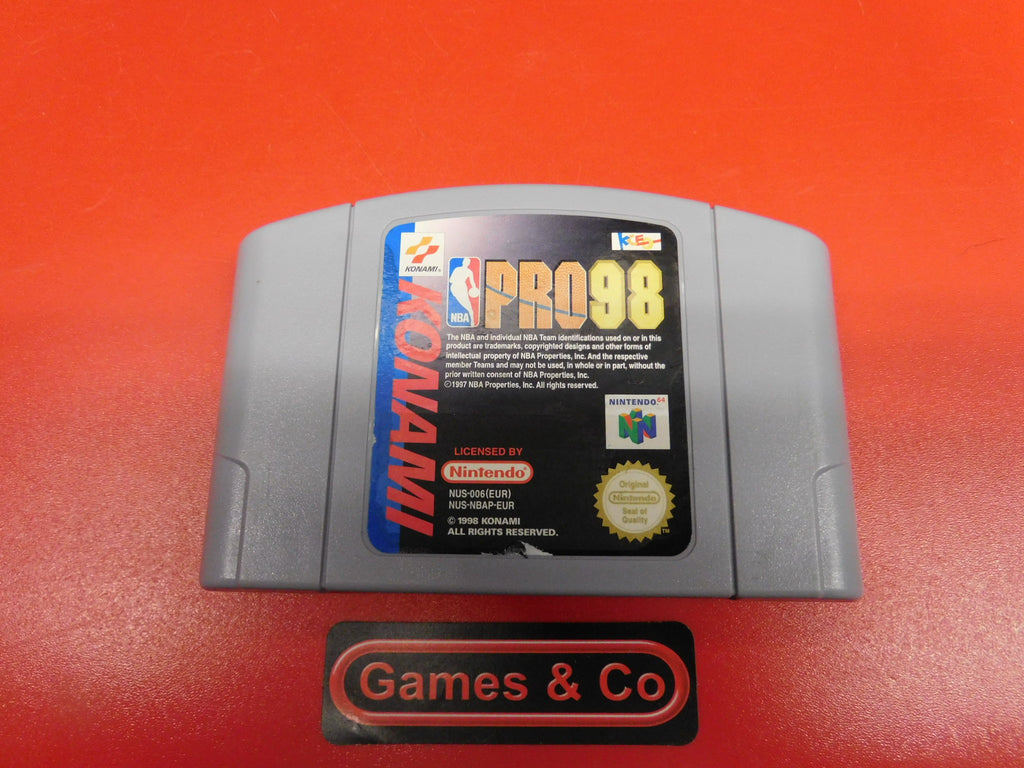 KONAMI®
KCEO
NBA
PRO 98
KONAMI
The NBA and individual NBA Team identifications used on or in this
product are trademarks, copyrighted designs and other forms of
intellectual property of NBA Properties, Inc. And the respective
member Teams and may not be used, in whole or in part, without the
prior written consent of NBA Properties, Inc.
©1997 NBA Properties, Inc. All rights reserved.
NINTENDO64
LICENSED BY
Nintendo®
NUS-006(EUR)
NUS-NBAP-EUR
© 1998 KONAMI
ALL RIGHTS RESERVED.
Original
Nintendo
Seal of
Quality
TM
Games & Co